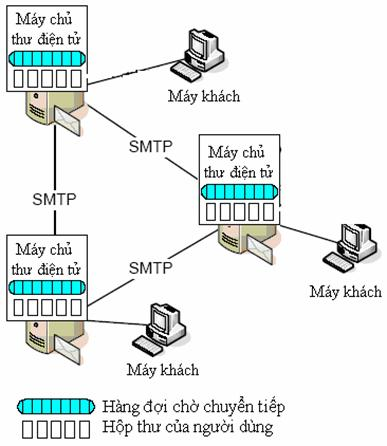 Máy chủ
thư điện tử
Máy khách
SMTP
Máy chủ
thư điện tử
SMTP
Máy chủ
thư điện tử
SMTP
Máy khách
Máy khách
Hàng đợi chờ chuyển tiếp
Hộp thư của người dùng